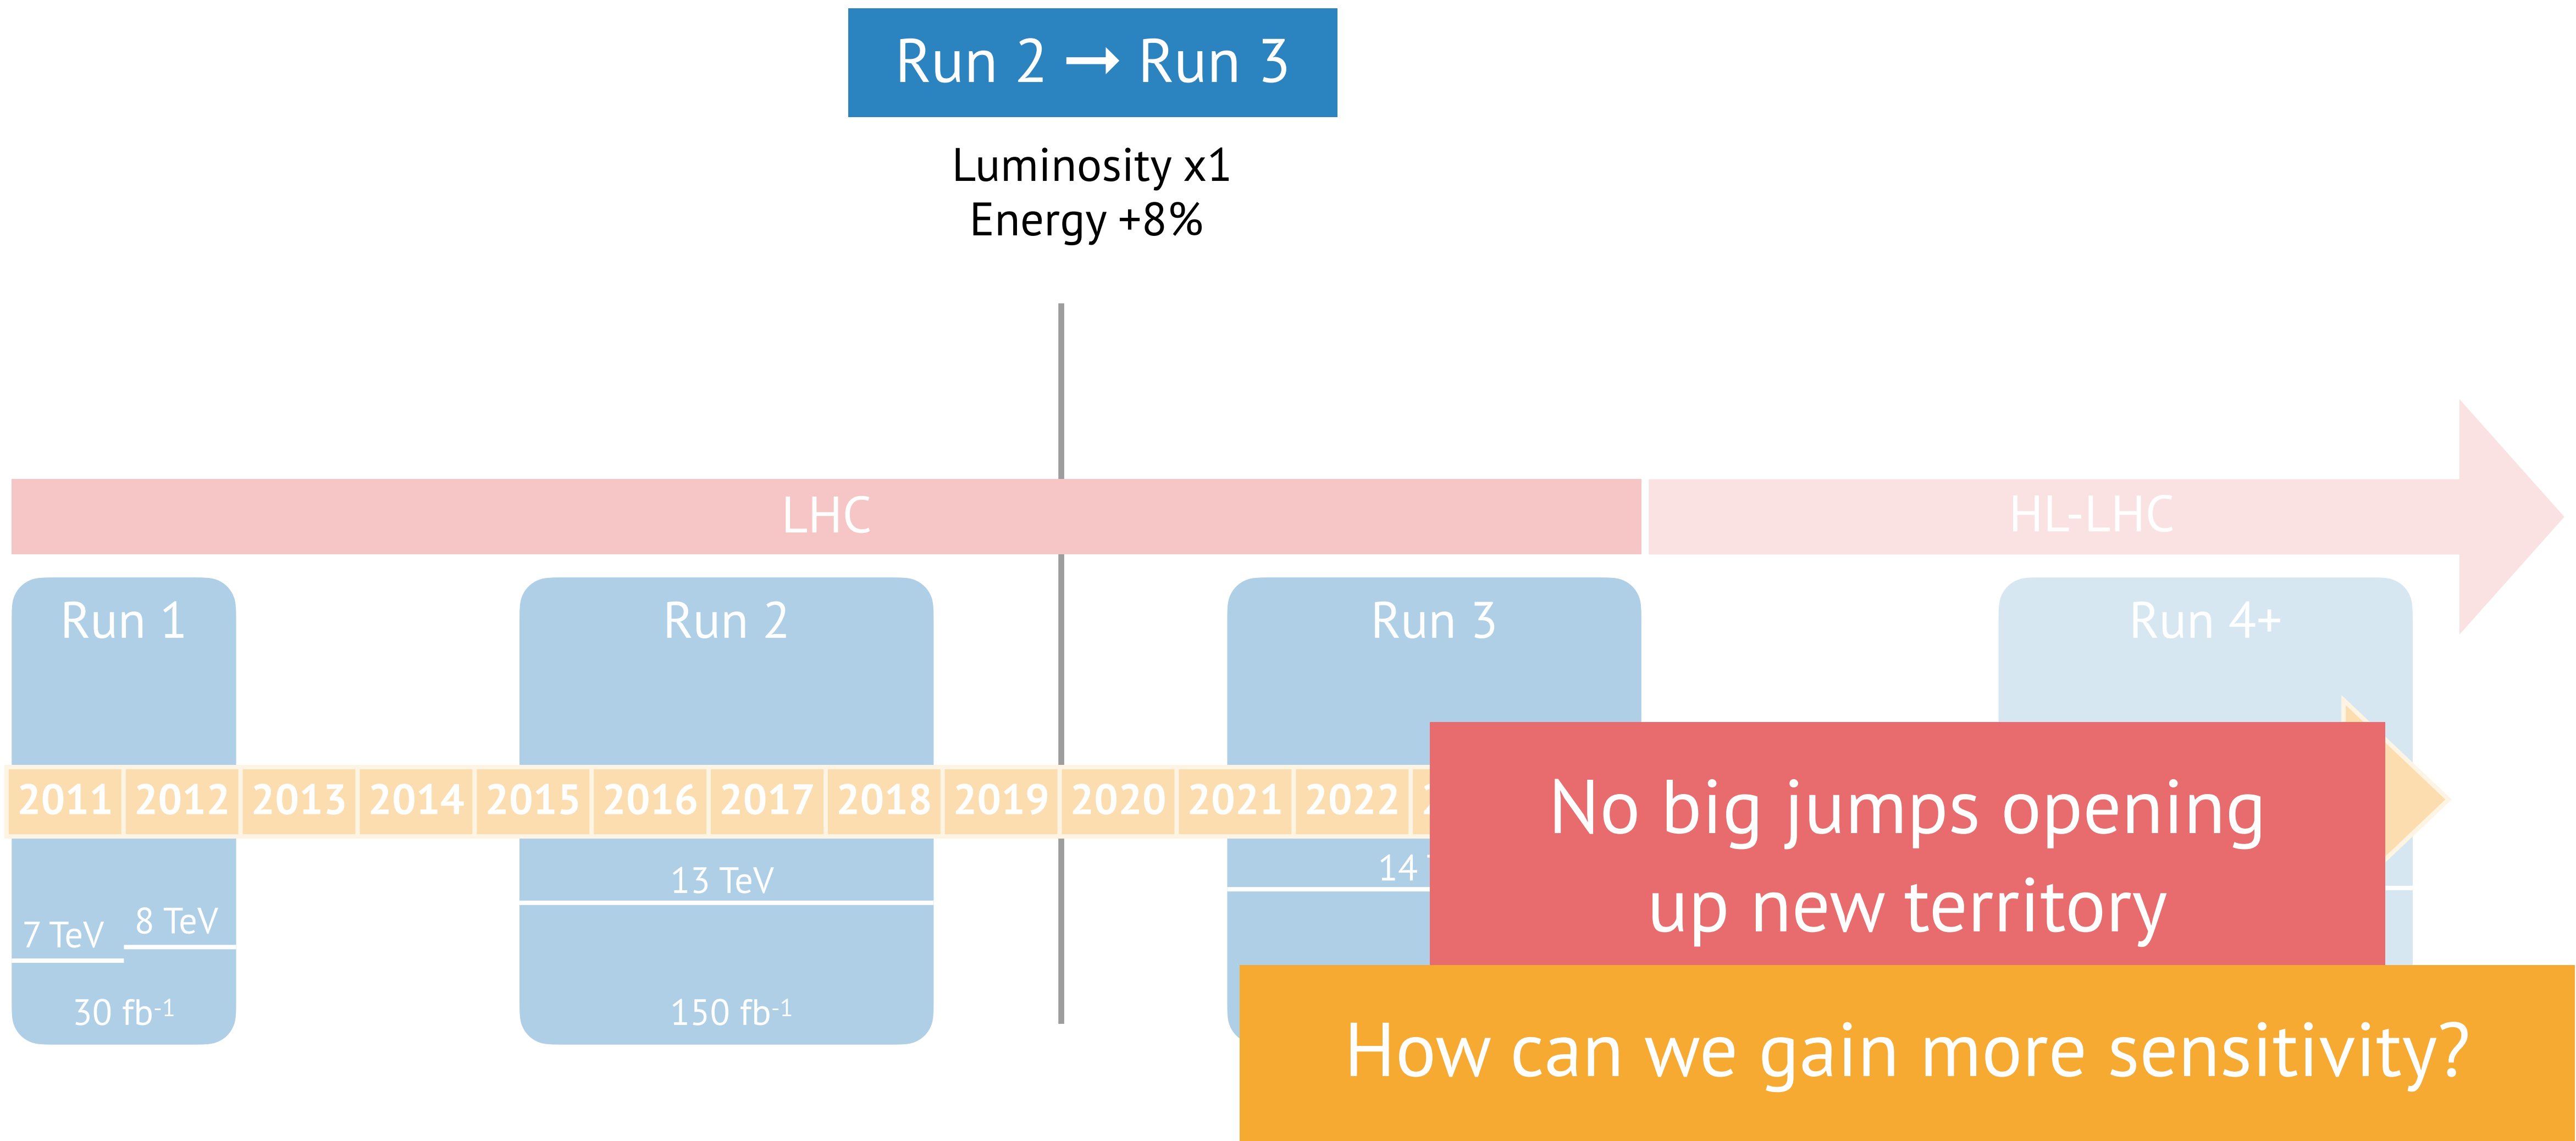 Run 2 → Run 3
Luminosity x1
Energy +8%
LHC
HL-LHC
Run 1
Run 2
Run 3
Run 4+
2011 2012 2013 2014 2015 2016 2017 2018 2019 2020 2021 2022
7 TeV
8 TeV
13 TeV
14
30 fb⁻¹
150 fb⁻¹
No big jumps opening
up new territory
How can we gain more sensitivity?